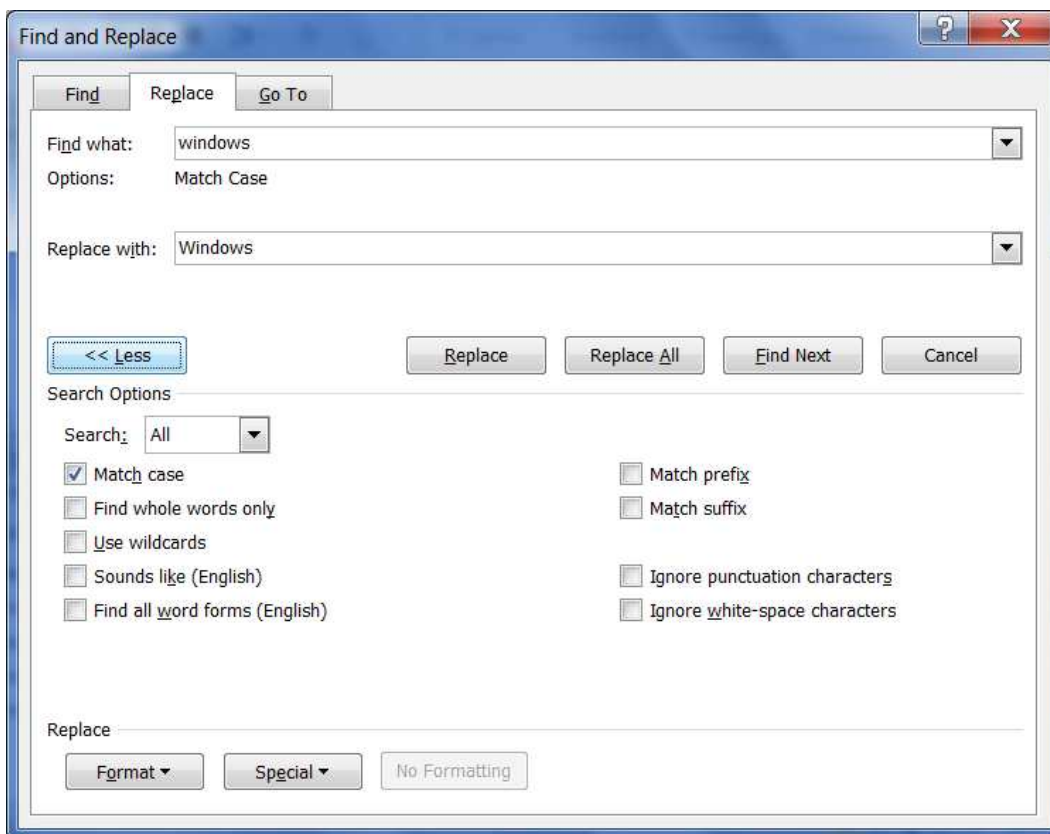 Find and Replace
Find Replace Go To
Find what: windows
Options: Match Case
Replace with: Windows
<< Less Replace Replace All Find Next Cancel
Search Options
Search: All
Match case Match prefix
Find whole words only Match suffix
Use wildcards
Sounds like (English) Ignore punctuation characters
Find all word forms (English) Ignore white-space characters
Replace
Format Special No Formatting